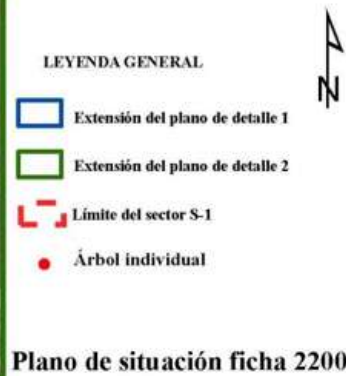 LEYENDA GENERAL
N
Extensión del plano de detalle 1
Extensión del plano de detalle 2
Límite del sector S-1
Árbol individual
Plano de situación ficha 2200